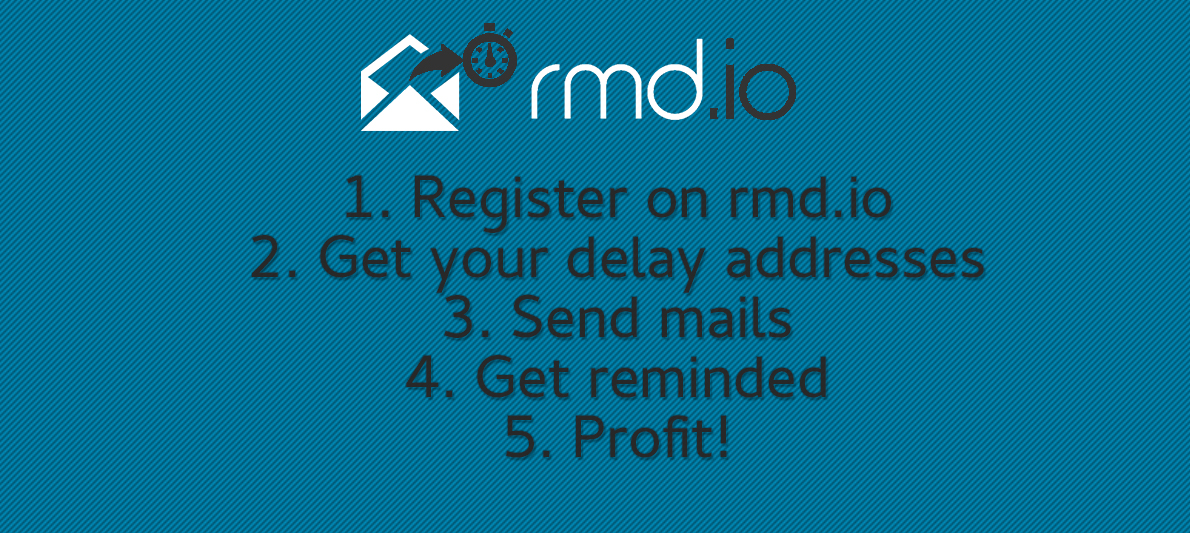 rmd.io
1. Register on rmd.io
2. Get your delay addresses
3. Send mails
4. Get reminded
5. Profit!